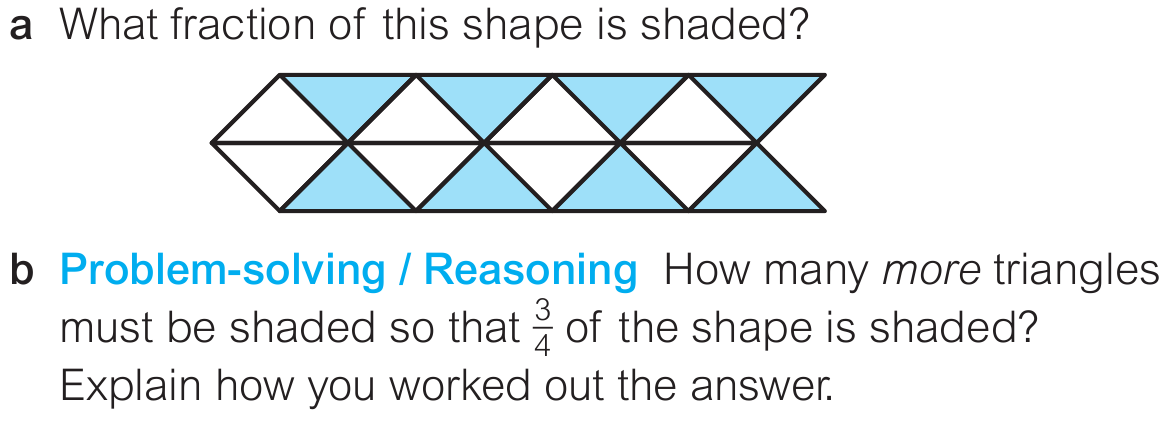 a What fraction of this shape is shaded?
b Problem-solving / Reasoning How many more triangles
must be shaded so that 3/4 of the shape is shaded?
Explain how you worked out the answer.